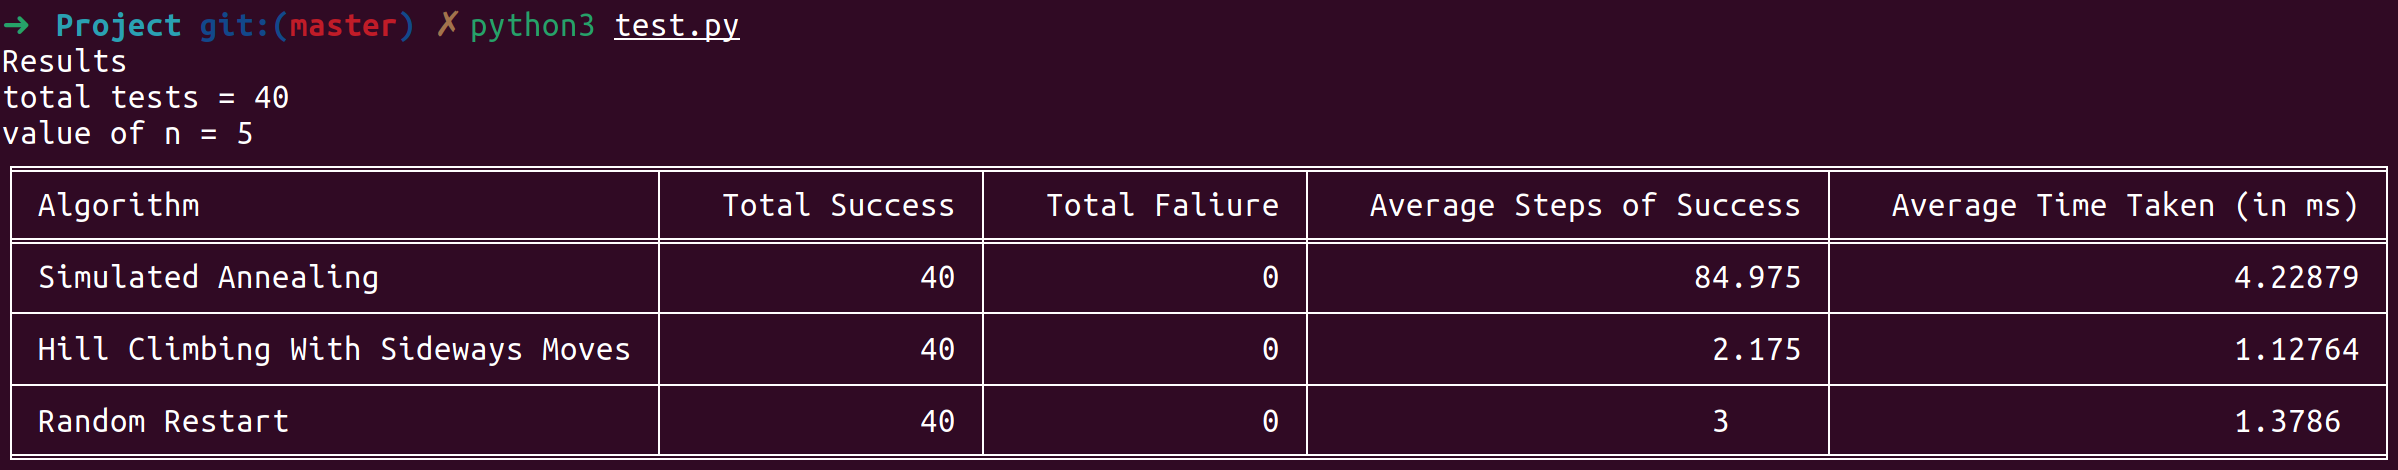 ➜ Project git:(master) ✗ python3 test.py
Results
total tests = 40
value of n = 5
Algorithm Total Success Total Faliure Average Steps of Success Average Time Taken (in ms)
Simulated Annealing 40 0 84.975 4.22879
Hill Climbing With Sideways Moves 40 0 2.175 1.12764
Random Restart 40 0 3 1.3786